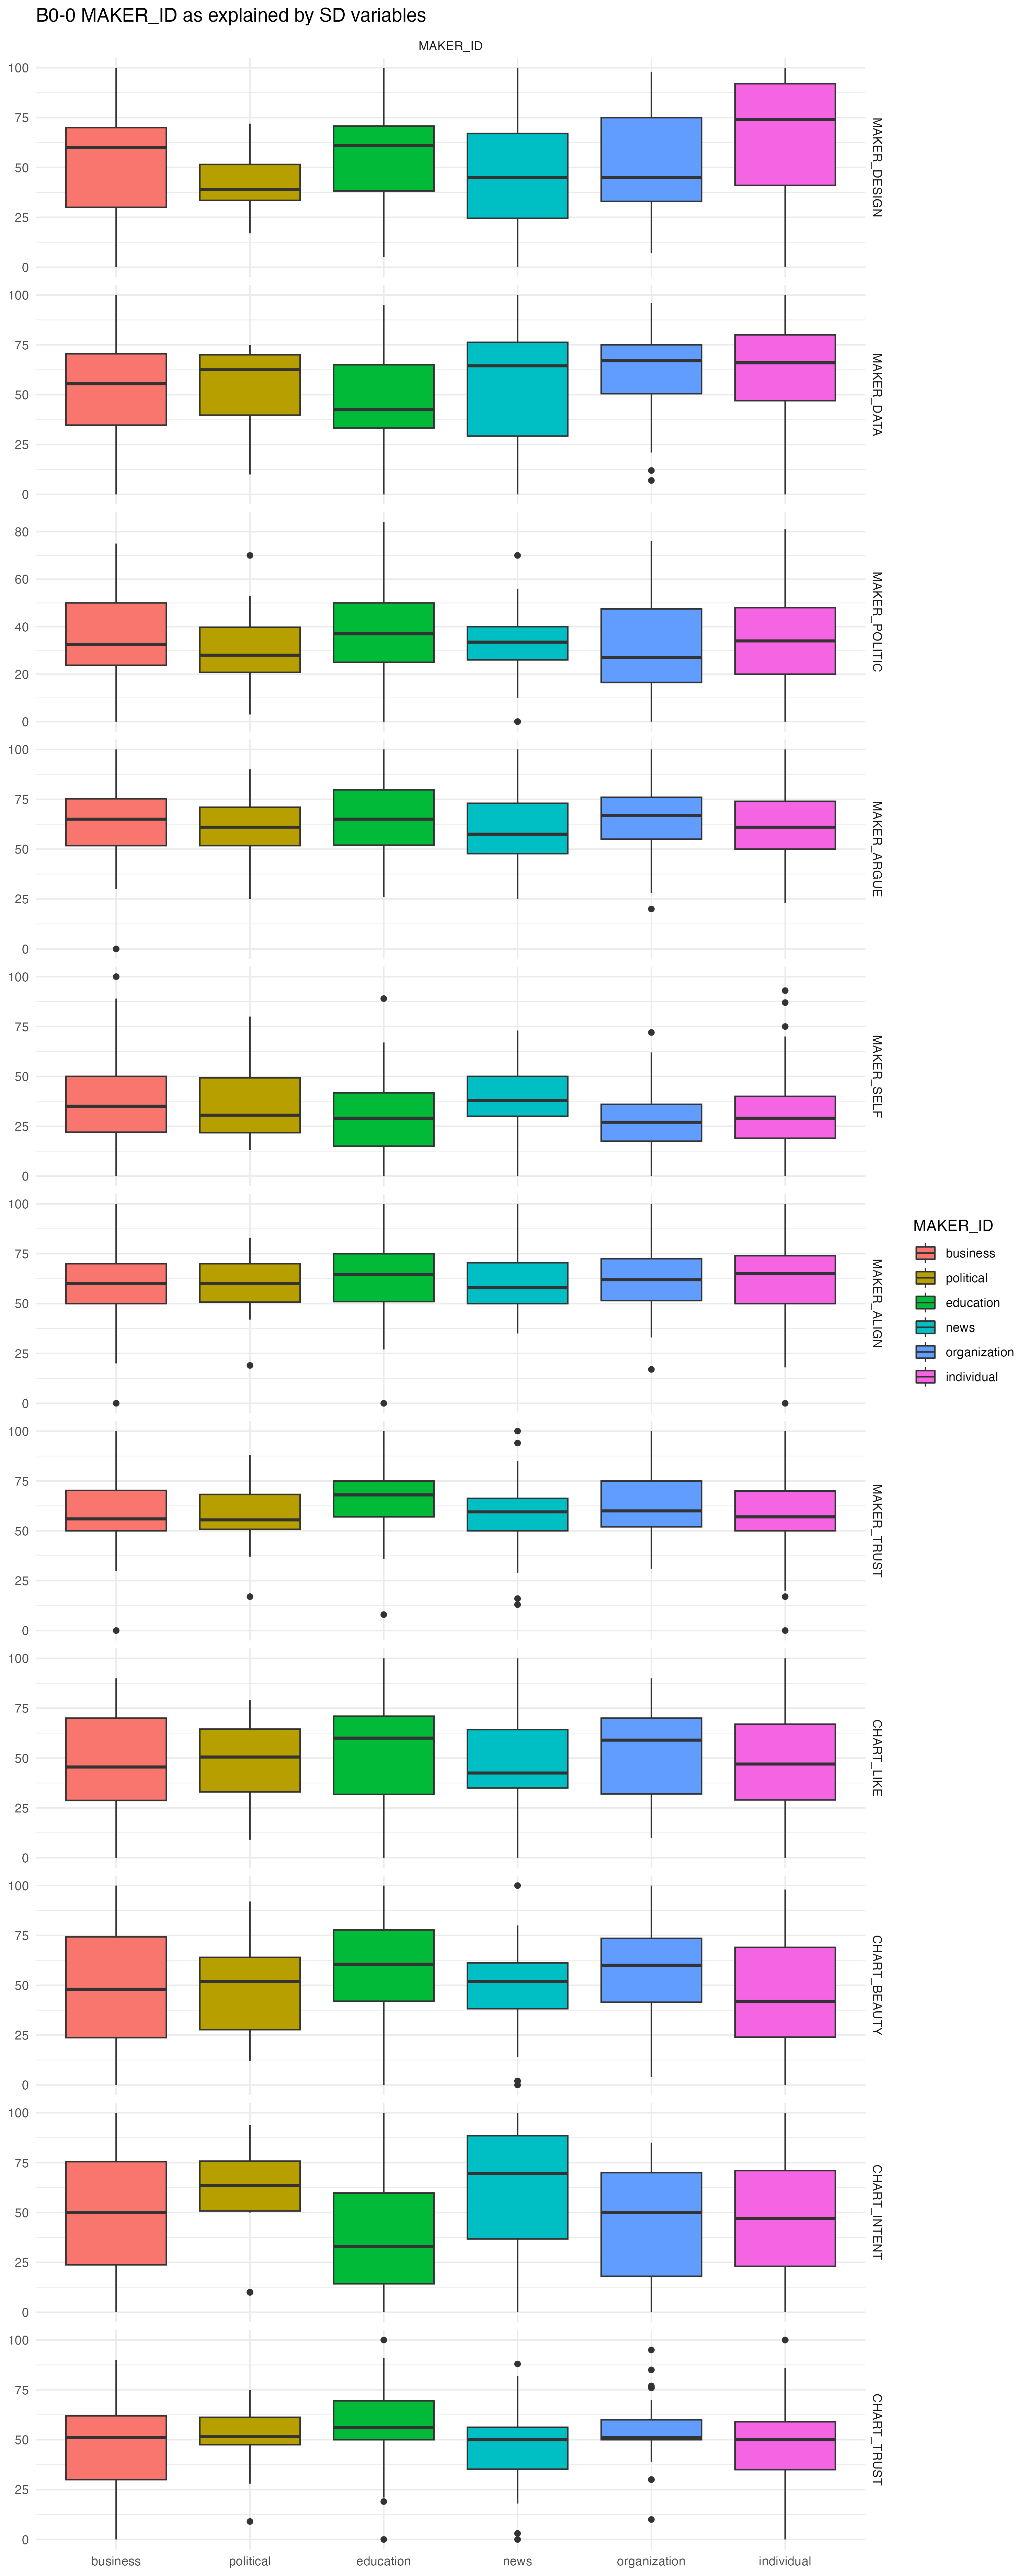 B0-0 MAKER_ID as explained by SD variables
MAKER_ID
100
75
50
25
0
MAKER_DESIGN
100
75
50
25
0
MAKER_DATA
80
60
40
20
0
MAKER_POLITIC
100
75
50
25
0
MAKER_ARGUE
100
75
50
25
0
MAKER_SELF
100
75
50
25
0
MAKER_ALIGN
MAKER_ID
business
political
education
news
organization
individual
100
75
50
25
0
MAKER_TRUST
100
75
50
25
0
CHART_LIKE
100
75
50
25
0
CHART_BEAUTY
100
75
50
25
0
CHART_INTENT
100
75
50
25
0
CHART_TRUST
business political education news organization individual